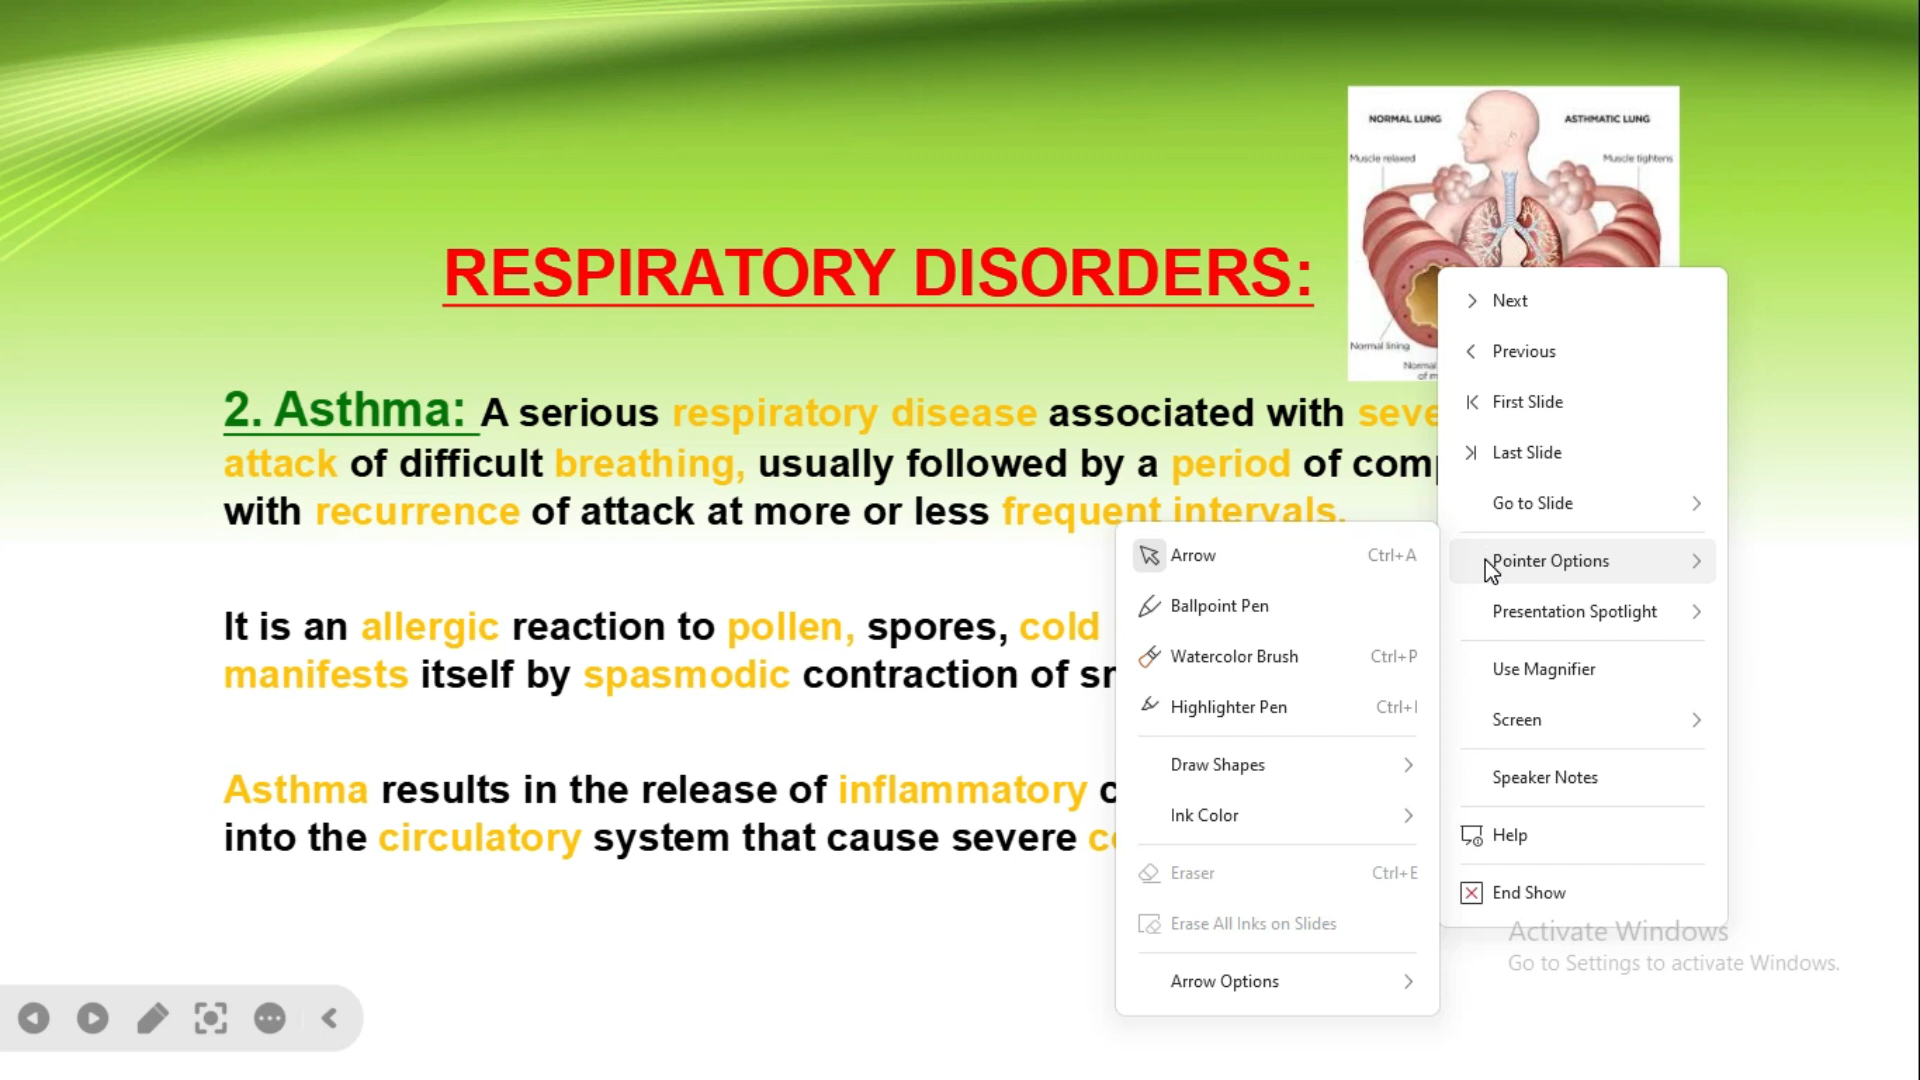 NORMAL LUNG
ASTHMATIC LUNG
Muscle relaxed
Muscle tightens
Normal lining
Normal
RESPIRATORY DISORDERS:
2. Asthma: A serious respiratory disease associated with
attack of difficult breathing, usually followed by a period of
with recurrence of attack at more or less frequent intervals.
It is an allergic reaction to pollen, spores, cold
manifests itself by spasmodic contraction of
Asthma results in the release of inflammatory
into the circulatory system that cause severe
Next
Previous
First Slide
Last Slide
Go to Slide
Pointer Options
Presentation Spotlight
Use Magnifier
Screen
Speaker Notes
Help
End Show
Arrow Ctrl+A
Ballpoint Pen
Watercolor Brush Ctrl+P
Highlighter Pen Ctrl+I
Draw Shapes
Ink Color
Eraser Ctrl+E
Erase All Inks on Slides
Arrow Options
Activate Windows
Go to Settings to activate Windows.